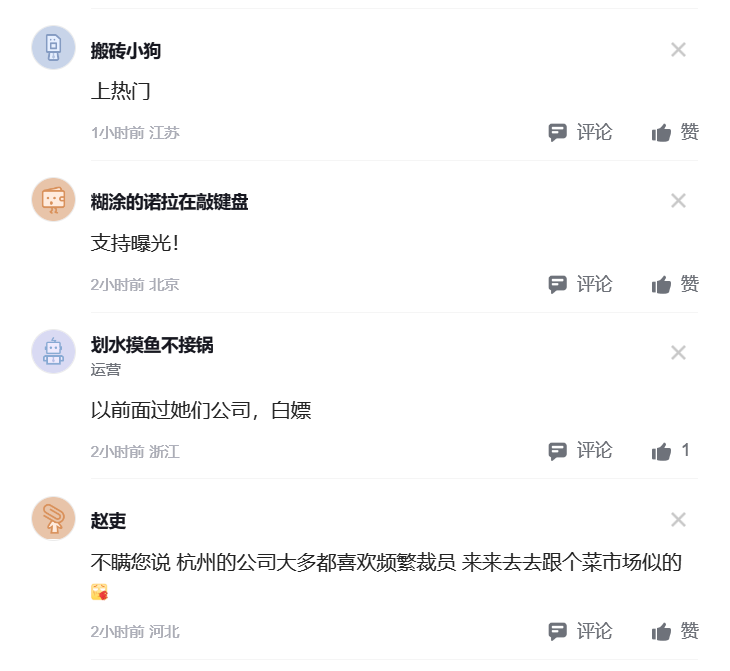 搬砖小狗
上热门
1小时前 江苏 评论 赞
糊涂的诺拉在敲键盘
支持曝光！
2小时前 北京 评论 赞
划水摸鱼不接锅
运营
以前面过她们公司，白嫖
2小时前 浙江 评论 1
赵吏
不瞒您说 杭州的公司大多都喜欢频繁裁员 来来去去跟个菜市场似的
2小时前 河北 评论 赞